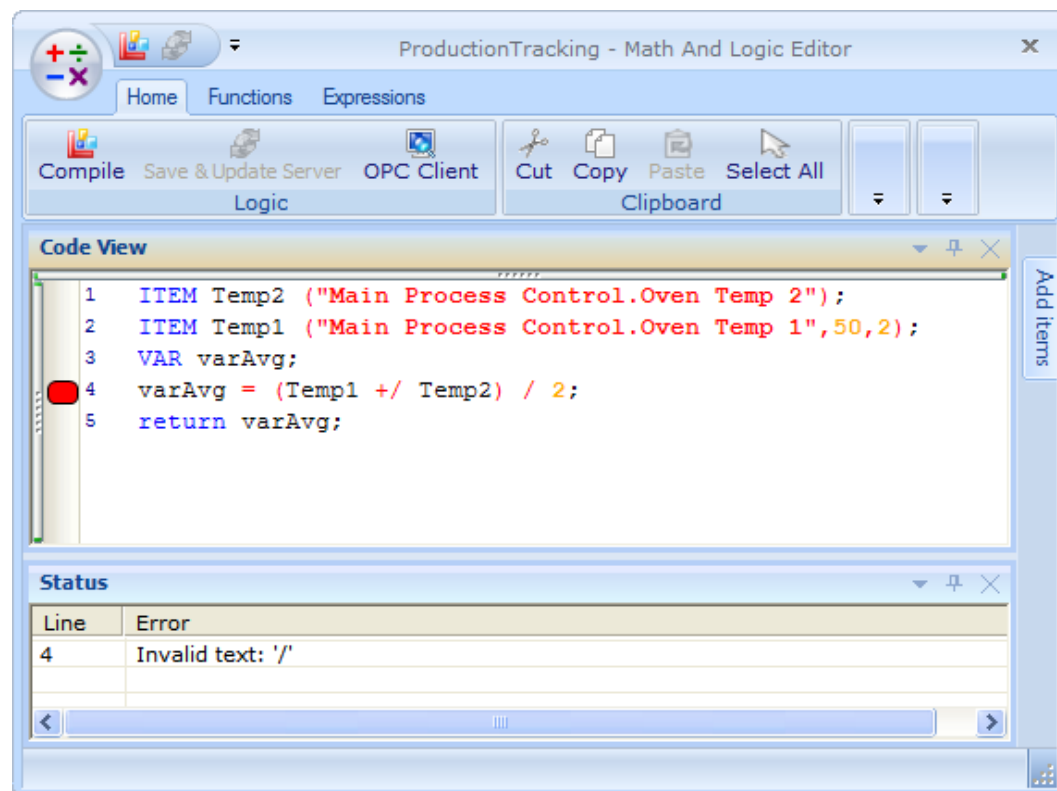 ProductionTracking - Math And Logic Editor
Home Functions Expressions
Compile Save & Update Server OPC Client Cut Copy Paste Select All
Logic Clipboard
Code View
Add items
1 ITEM Temp2 ("Main Process Control.Oven Temp 2");
2 ITEM Temp1 ("Main Process Control.Oven Temp 1",50,2);
3 VAR varAvg;
4 varAvg = (Temp1 +/ Temp2) / 2;
5 return varAvg;
Status
Line Error
4 Invalid text: '/'